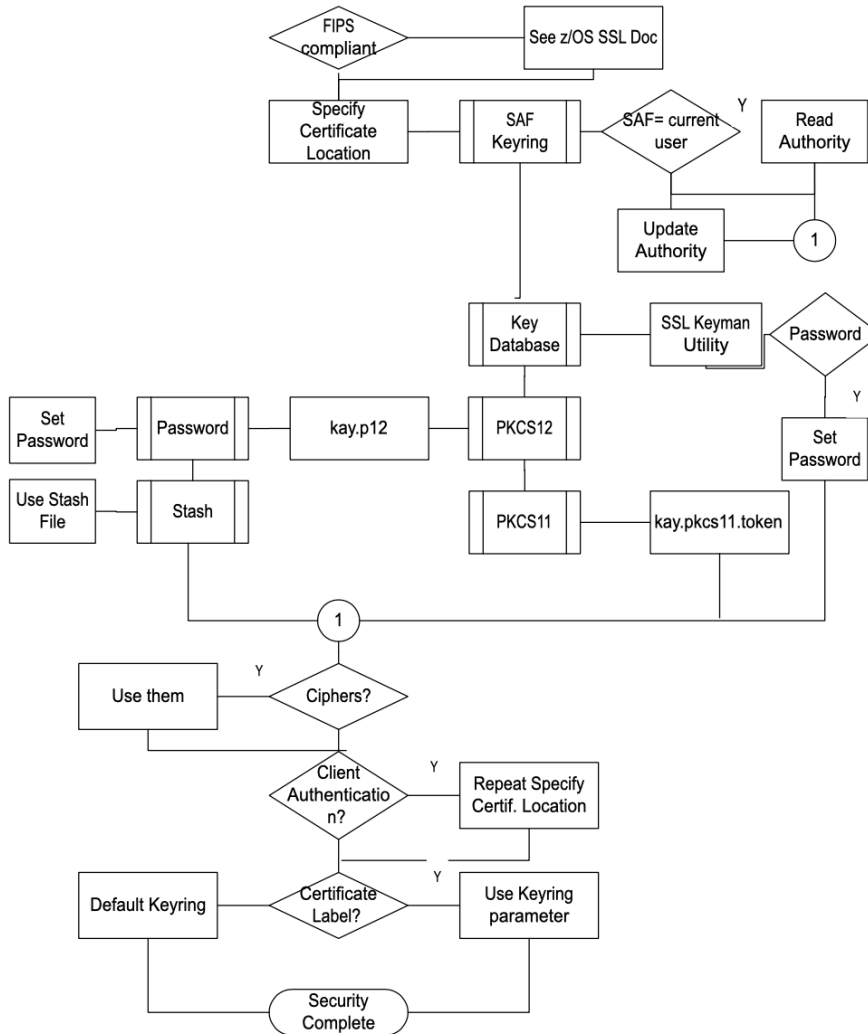 FIPS
compliant
See z/OS SSL Doc
Specify
Certificate
Location
SAF
Keyring
SAF= current
user
Y
Read
Authority
Update
Authority
1
Key
Database
SSL Keyman
Utility
Password
Y
Set
Password
Set
Password
Password
kay.p12
PKCS12
Use Stash
File
Stash
PKCS11
kay.pkcs11.token
1
Use them
Y
Ciphers?
Client
Authenticatio
n?
Y
Repeat Specify
Certif. Location
Default Keyring
Certificate
Label?
Y
Use Keyring
parameter
Security
Complete